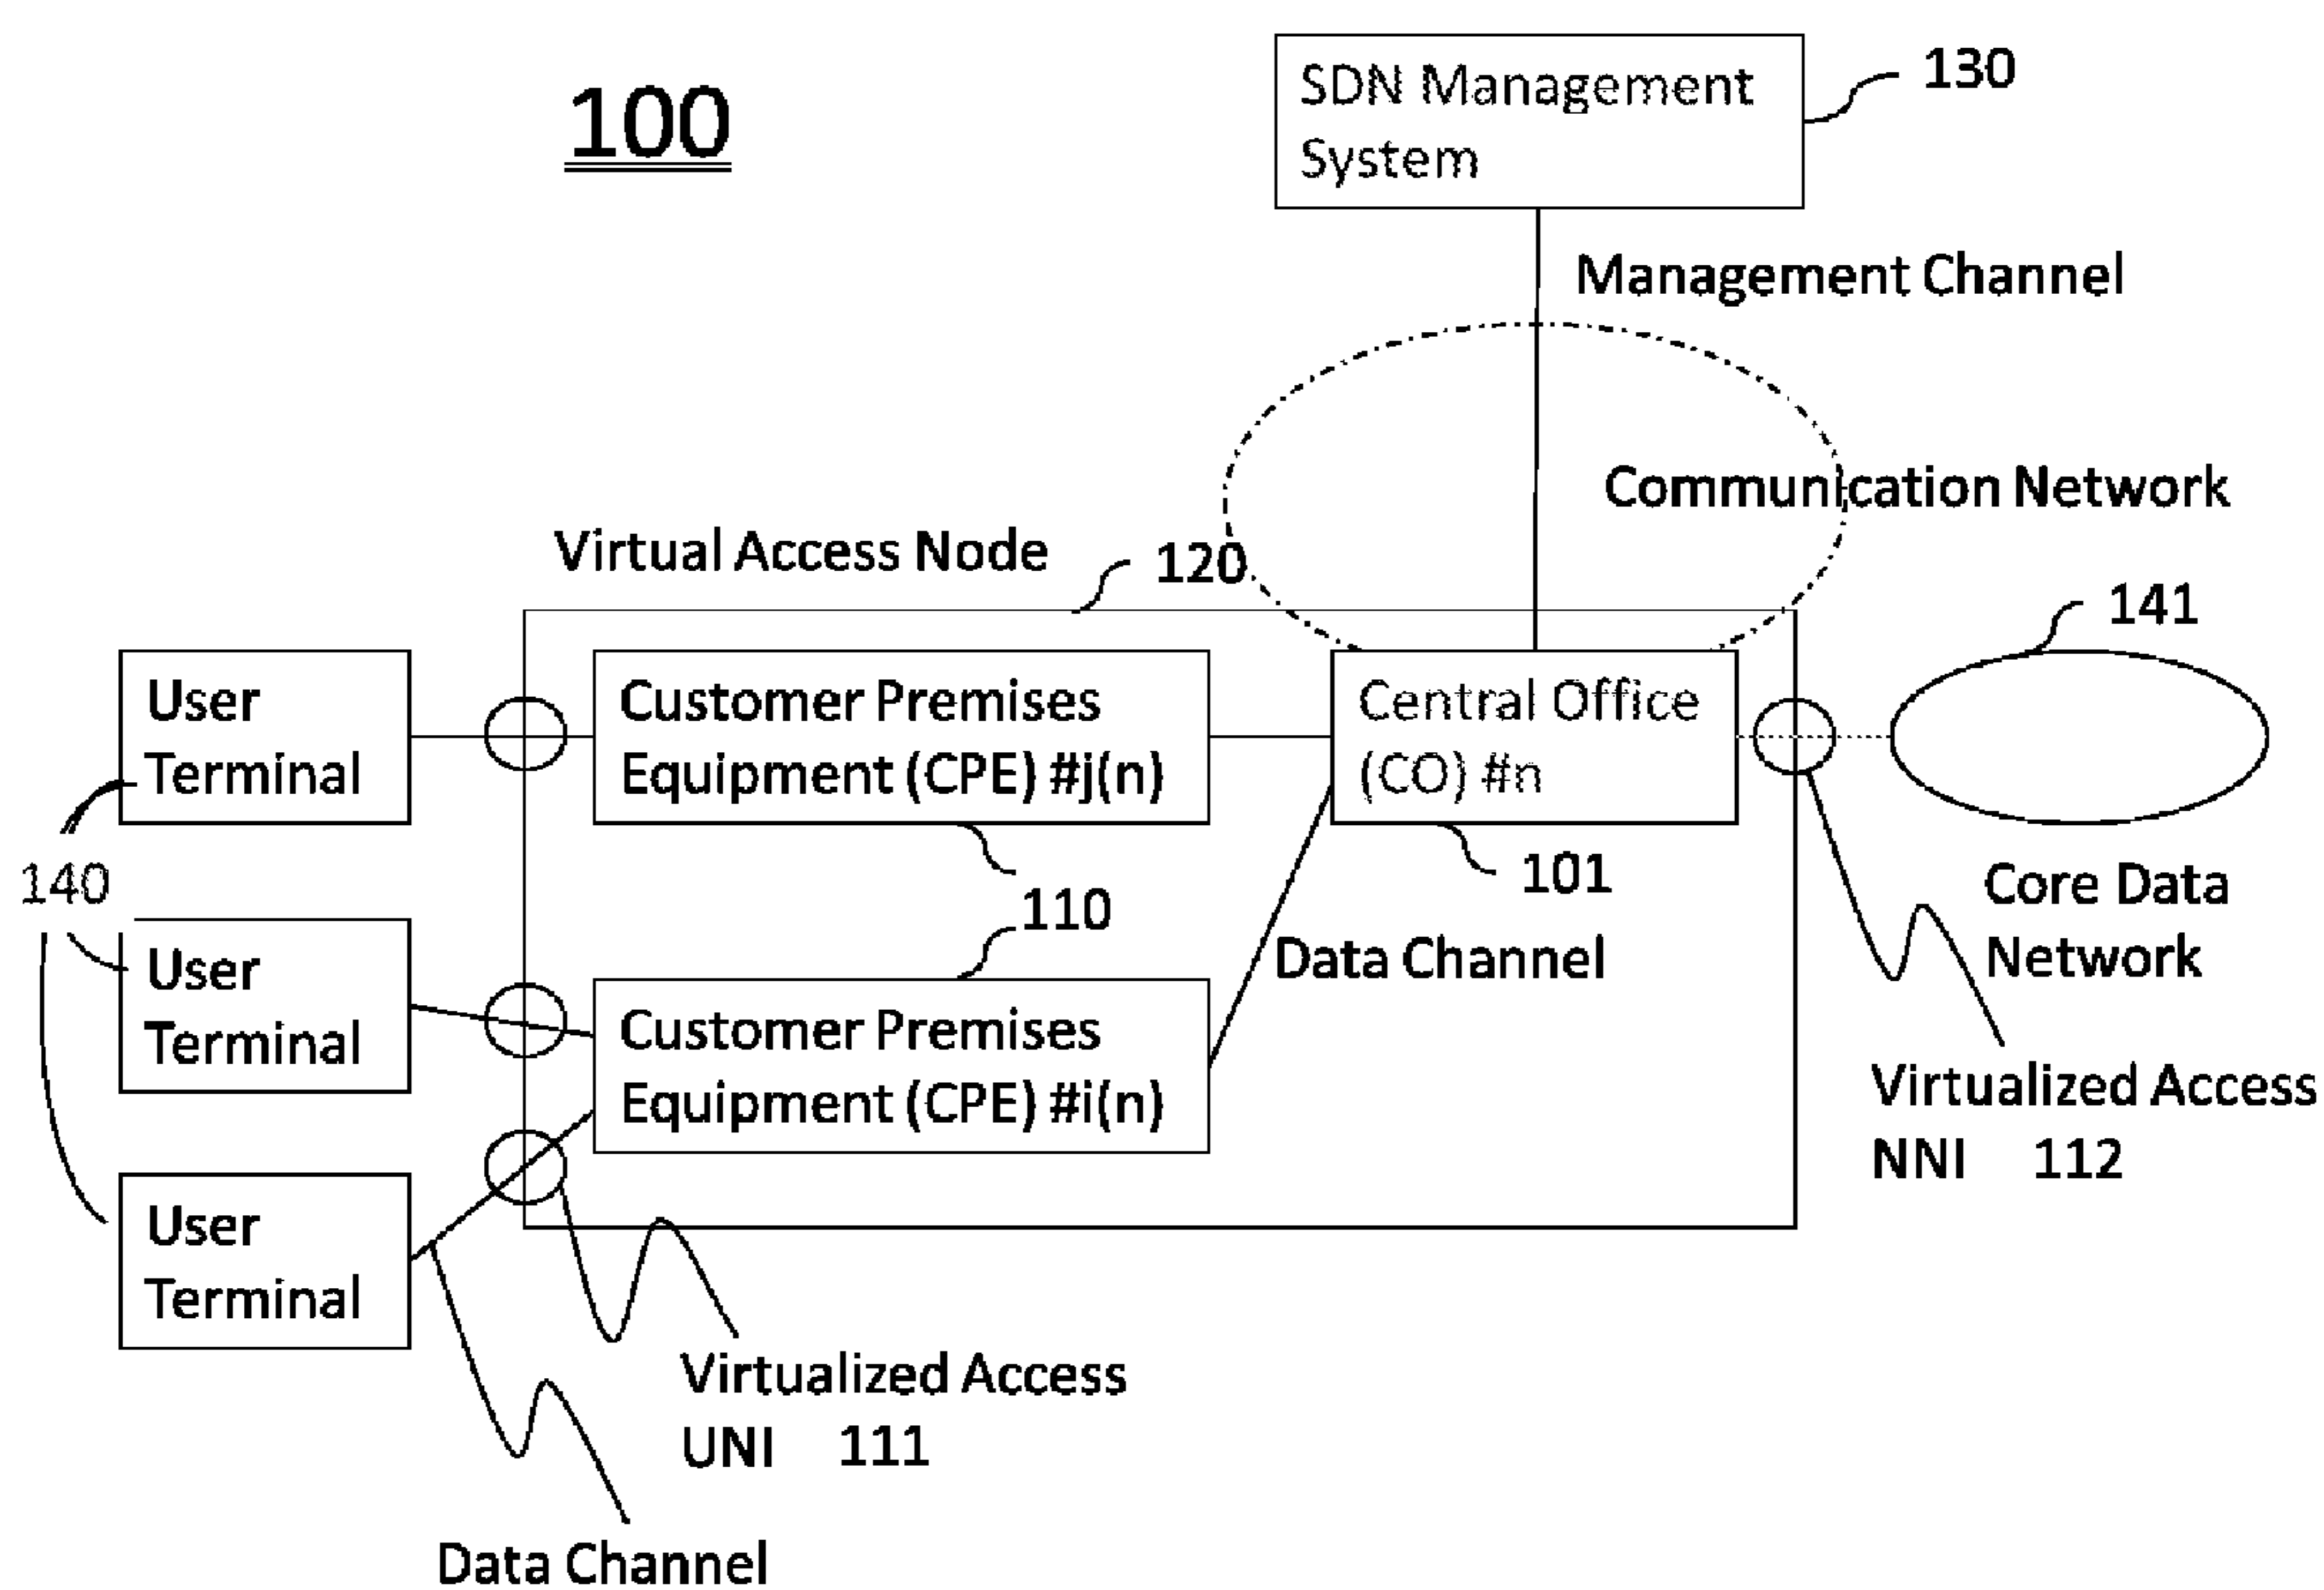 100
SDN Management
System
130
Management Channel
Communication Network
Virtual Access Node
120
141
User
Terminal
Customer Premises
Equipment (CPE) #j(n)
Central Office
(CO) #n
140
110
101
Core Data
Network
Data Channel
User
Terminal
Customer Premises
Equipment (CPE) #i(n)
Virtualized Access
NNI 112
User
Terminal
Virtualized Access
UNI 111
Data Channel